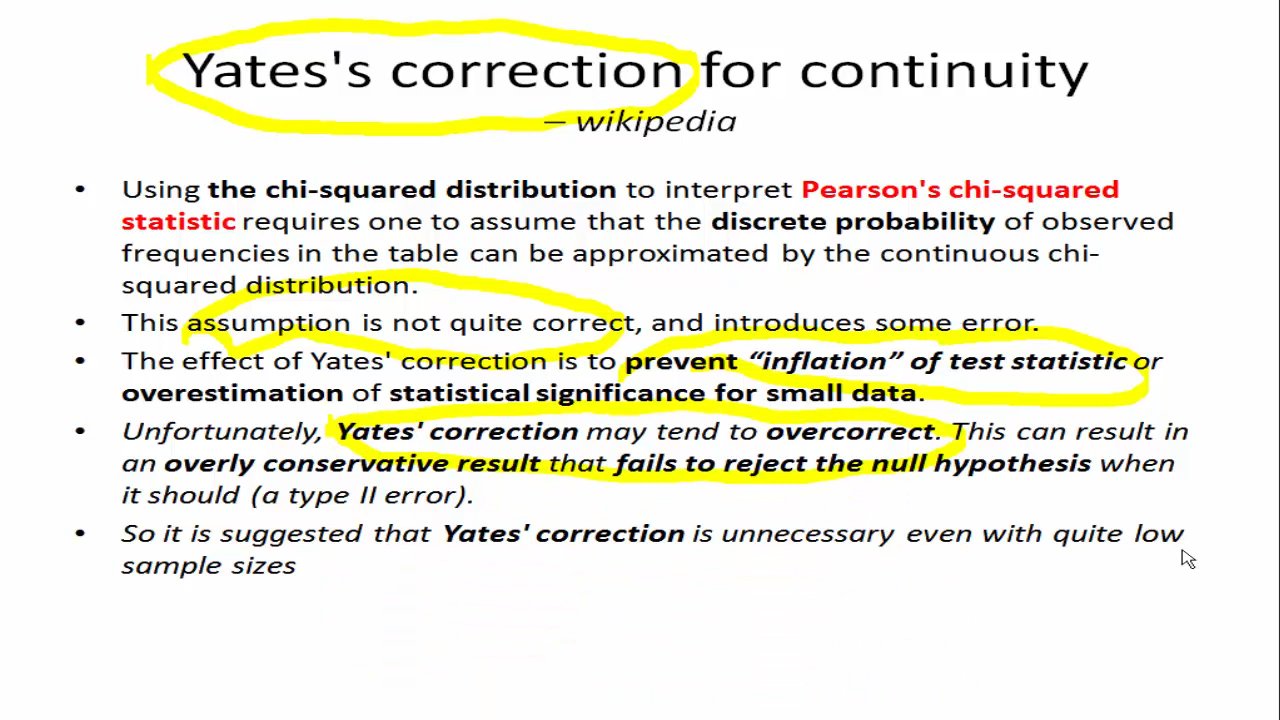 Yates's correction for continuity
– wikipedia
• Using the chi-squared distribution to interpret Pearson's chi-squared
statistic requires one to assume that the discrete probability of observed
frequencies in the table can be approximated by the continuous chi-
squared distribution.
• This assumption is not quite correct, and introduces some error.
• The effect of Yates' correction is to prevent “inflation” of test statistic or
overestimation of statistical significance for small data.
• Unfortunately, Yates' correction may tend to overcorrect. This can result in
an overly conservative result that fails to reject the null hypothesis when
it should (a type II error).
• So it is suggested that Yates' correction is unnecessary even with quite low
sample sizes